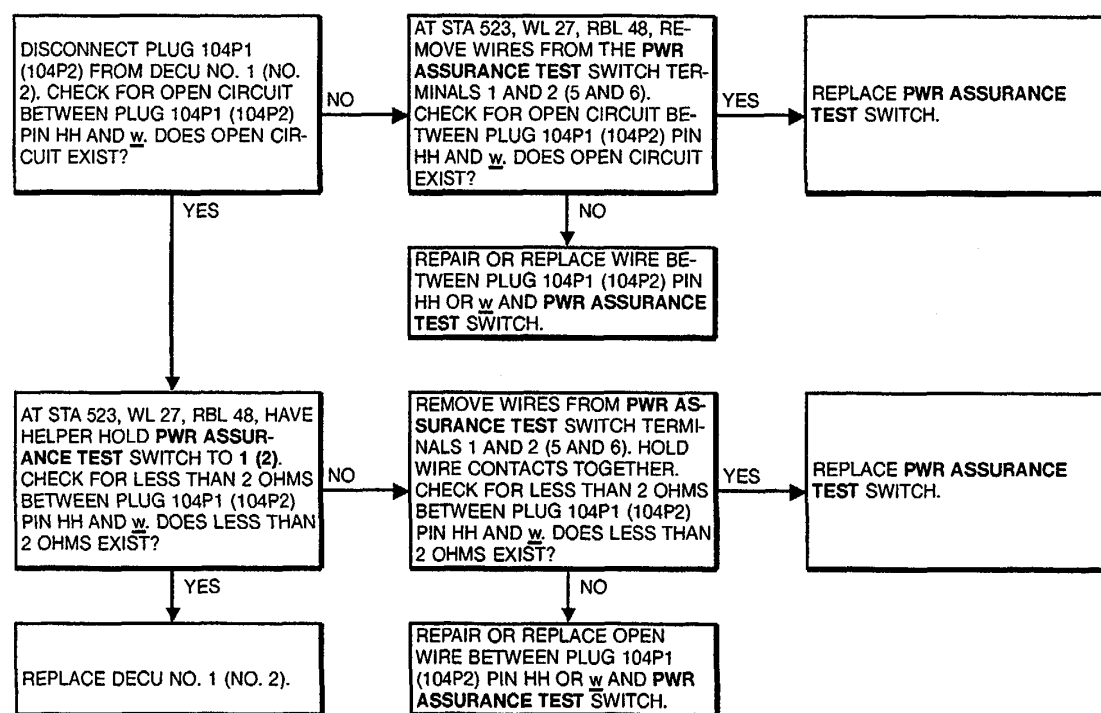 DISCONNECT PLUG 104P1
(104P2) FROM DECU NO. 1 (NO.
2). CHECK FOR OPEN CIRCUIT
BETWEEN PLUG 104P1 (104P2)
PIN HH AND w. DOES OPEN CIR-
CUIT EXIST?
NO
AT STA 523, WL 27, RBL 48, RE-
MOVE WIRES FROM THE PWR
ASSURANCE TEST SWITCH TER-
MINALS 1 AND 2 (5 AND 6).
CHECK FOR OPEN CIRCUIT BE-
TWEEN PLUG 104P1 (104P2) PIN
HH AND w. DOES OPEN CIRCUIT
EXIST?
YES
REPLACE PWR ASSURANCE
TEST SWITCH.
YES
NO
REPAIR OR REPLACE WIRE BE-
TWEEN PLUG 104P1 (104P2) PIN
HH OR w AND PWR ASSURANCE
TEST SWITCH.
AT STA 523, WL 27, RBL 48, HAVE
HELPER HOLD PWR ASSUR-
ANCE TEST SWITCH TO 1 (2).
CHECK FOR LESS THAN 2 OHMS
BETWEEN PLUG 104P1 (104P2)
PIN HH AND w. DOES LESS THAN
2 OHMS EXIST?
NO
REMOVE WIRES FROM PWR AS-
SURANCE TEST SWITCH TERMI-
NALS 1 AND 2 (5 AND 6). HOLD
WIRE CONTACTS TOGETHER.
CHECK FOR LESS THAN 2 OHMS
BETWEEN PLUG 104P1 (104P2)
PIN HH AND w. DOES LESS THAN
2 OHMS EXIST?
YES
REPLACE PWR ASSURANCE
TEST SWITCH.
YES
NO
REPLACE DECU NO. 1 (NO. 2).
REPAIR OR REPLACE OPEN
WIRE BETWEEN PLUG 104P1
(104P2) PIN HH OR w AND PWR
ASSURANCE TEST SWITCH.